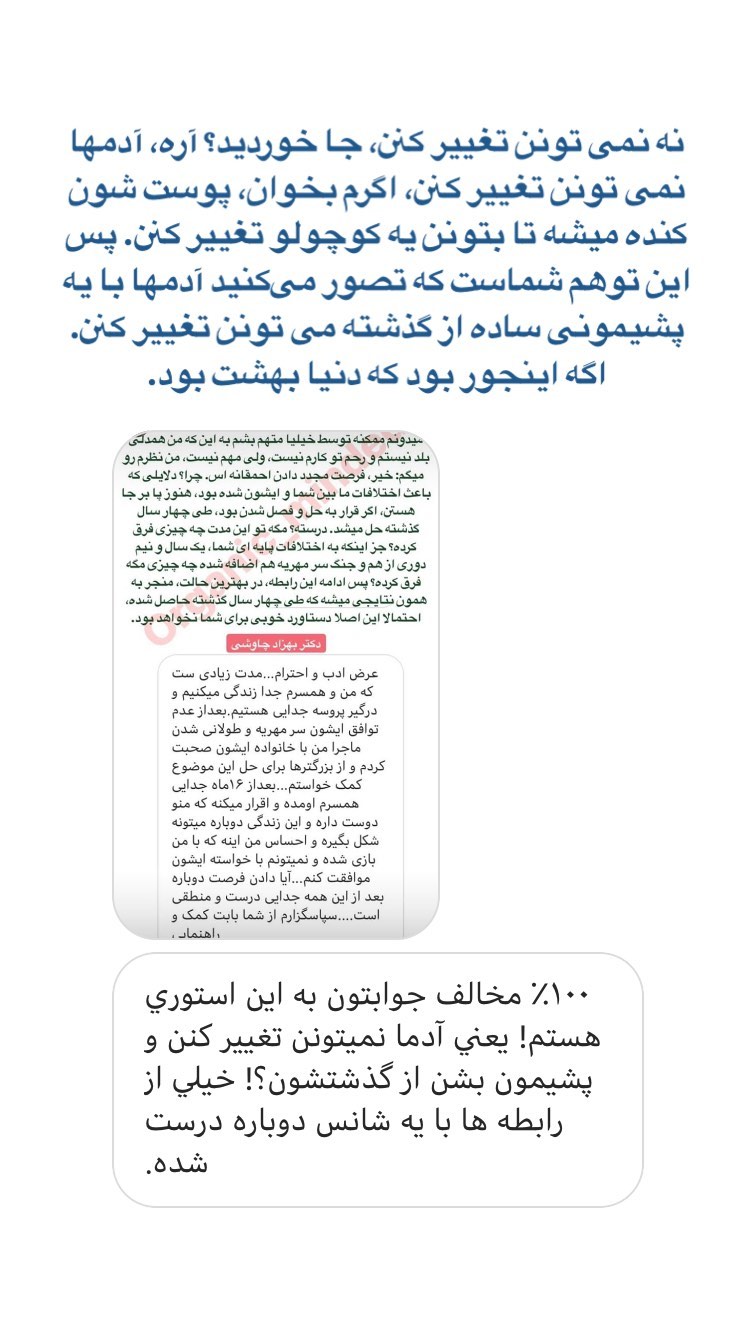 نه نمی تونن تغییر کنن، جا خوردید؟ آره، آدمها
نمی تونن تغییر کنن، اگرم بخوان، پوست شون
کنده میشه تا بتونن یه کوچولو تغییر کنن. پس
این توهم شماست که تصور می‌کنید آدمها با یه
پشیمونی ساده از گذشته می تونن تغییر کنن.
اگه اینجور بود که دنیا بهشت بود.
میدونم ممکنه توسط خیلیا متهم بشم به این که من همدلی
بلد نیستم و رحم تو کارم نیست، ولی مهم نیست، من نظرم رو
میگم: خیر، فرصت مجدد دادن احمقانه اس. چرا؟ دلایلی که
باعث اختلافات ما بین شما و ایشون شده بود، هنوز پا بر جا
هستن، اگر قرار به حل و فصل شدن بود، طی چهار سال
گذشته حل میشد. درسته؟ مگه تو این مدت چه چیزی فرق
کرده؟ جز اینکه به اختلافات پایه ای شما، یک سال و نیم
دوری از هم و جنگ سر مهریه هم اضافه شده چه چیزی مگه
فرق کرده؟ پس ادامه این رابطه، در بهترین حالت، منجر به
همون نتایجی میشه که طی چهار سال گذشته حاصل شده،
احتمالا این اصلا دستاورد خوبی برای شما نخواهد بود.
Organic_minder
دکتر بهزاد چاوشی
عرض ادب و احترام...مدت زیادی ست
که من و همسرم جدا زندگی میکنیم و
درگیر پروسه جدایی هستیم.بعداز عدم
توافق ایشون سر مهریه و طولانی شدن
ماجرا من با خانواده ایشون صحبت
کردم و از بزرگترها برای حل این موضوع
کمک خواستم...بعداز ۱۶ماه جدایی
همسرم اومده و اقرار میکنه که منو
دوست داره و این زندگی دوباره میتونه
شکل بگیره و احساس من اینه که با من
بازی شده و نمیتونم با خواسته ایشون
موافقت کنم...آیا دادن فرصت دوباره
بعد از این همه جدایی درست و منطقی
است....سپاسگزارم از شما بابت کمک و
راهنمایی
۱۰۰٪ مخالف جوابتون به این استوري
هستم! یعني آدما نمیتونن تغییر کنن و
پشیمون بشن از گذشتشون؟! خیلي از
رابطه ها با یه شانس دوباره درست
شده.